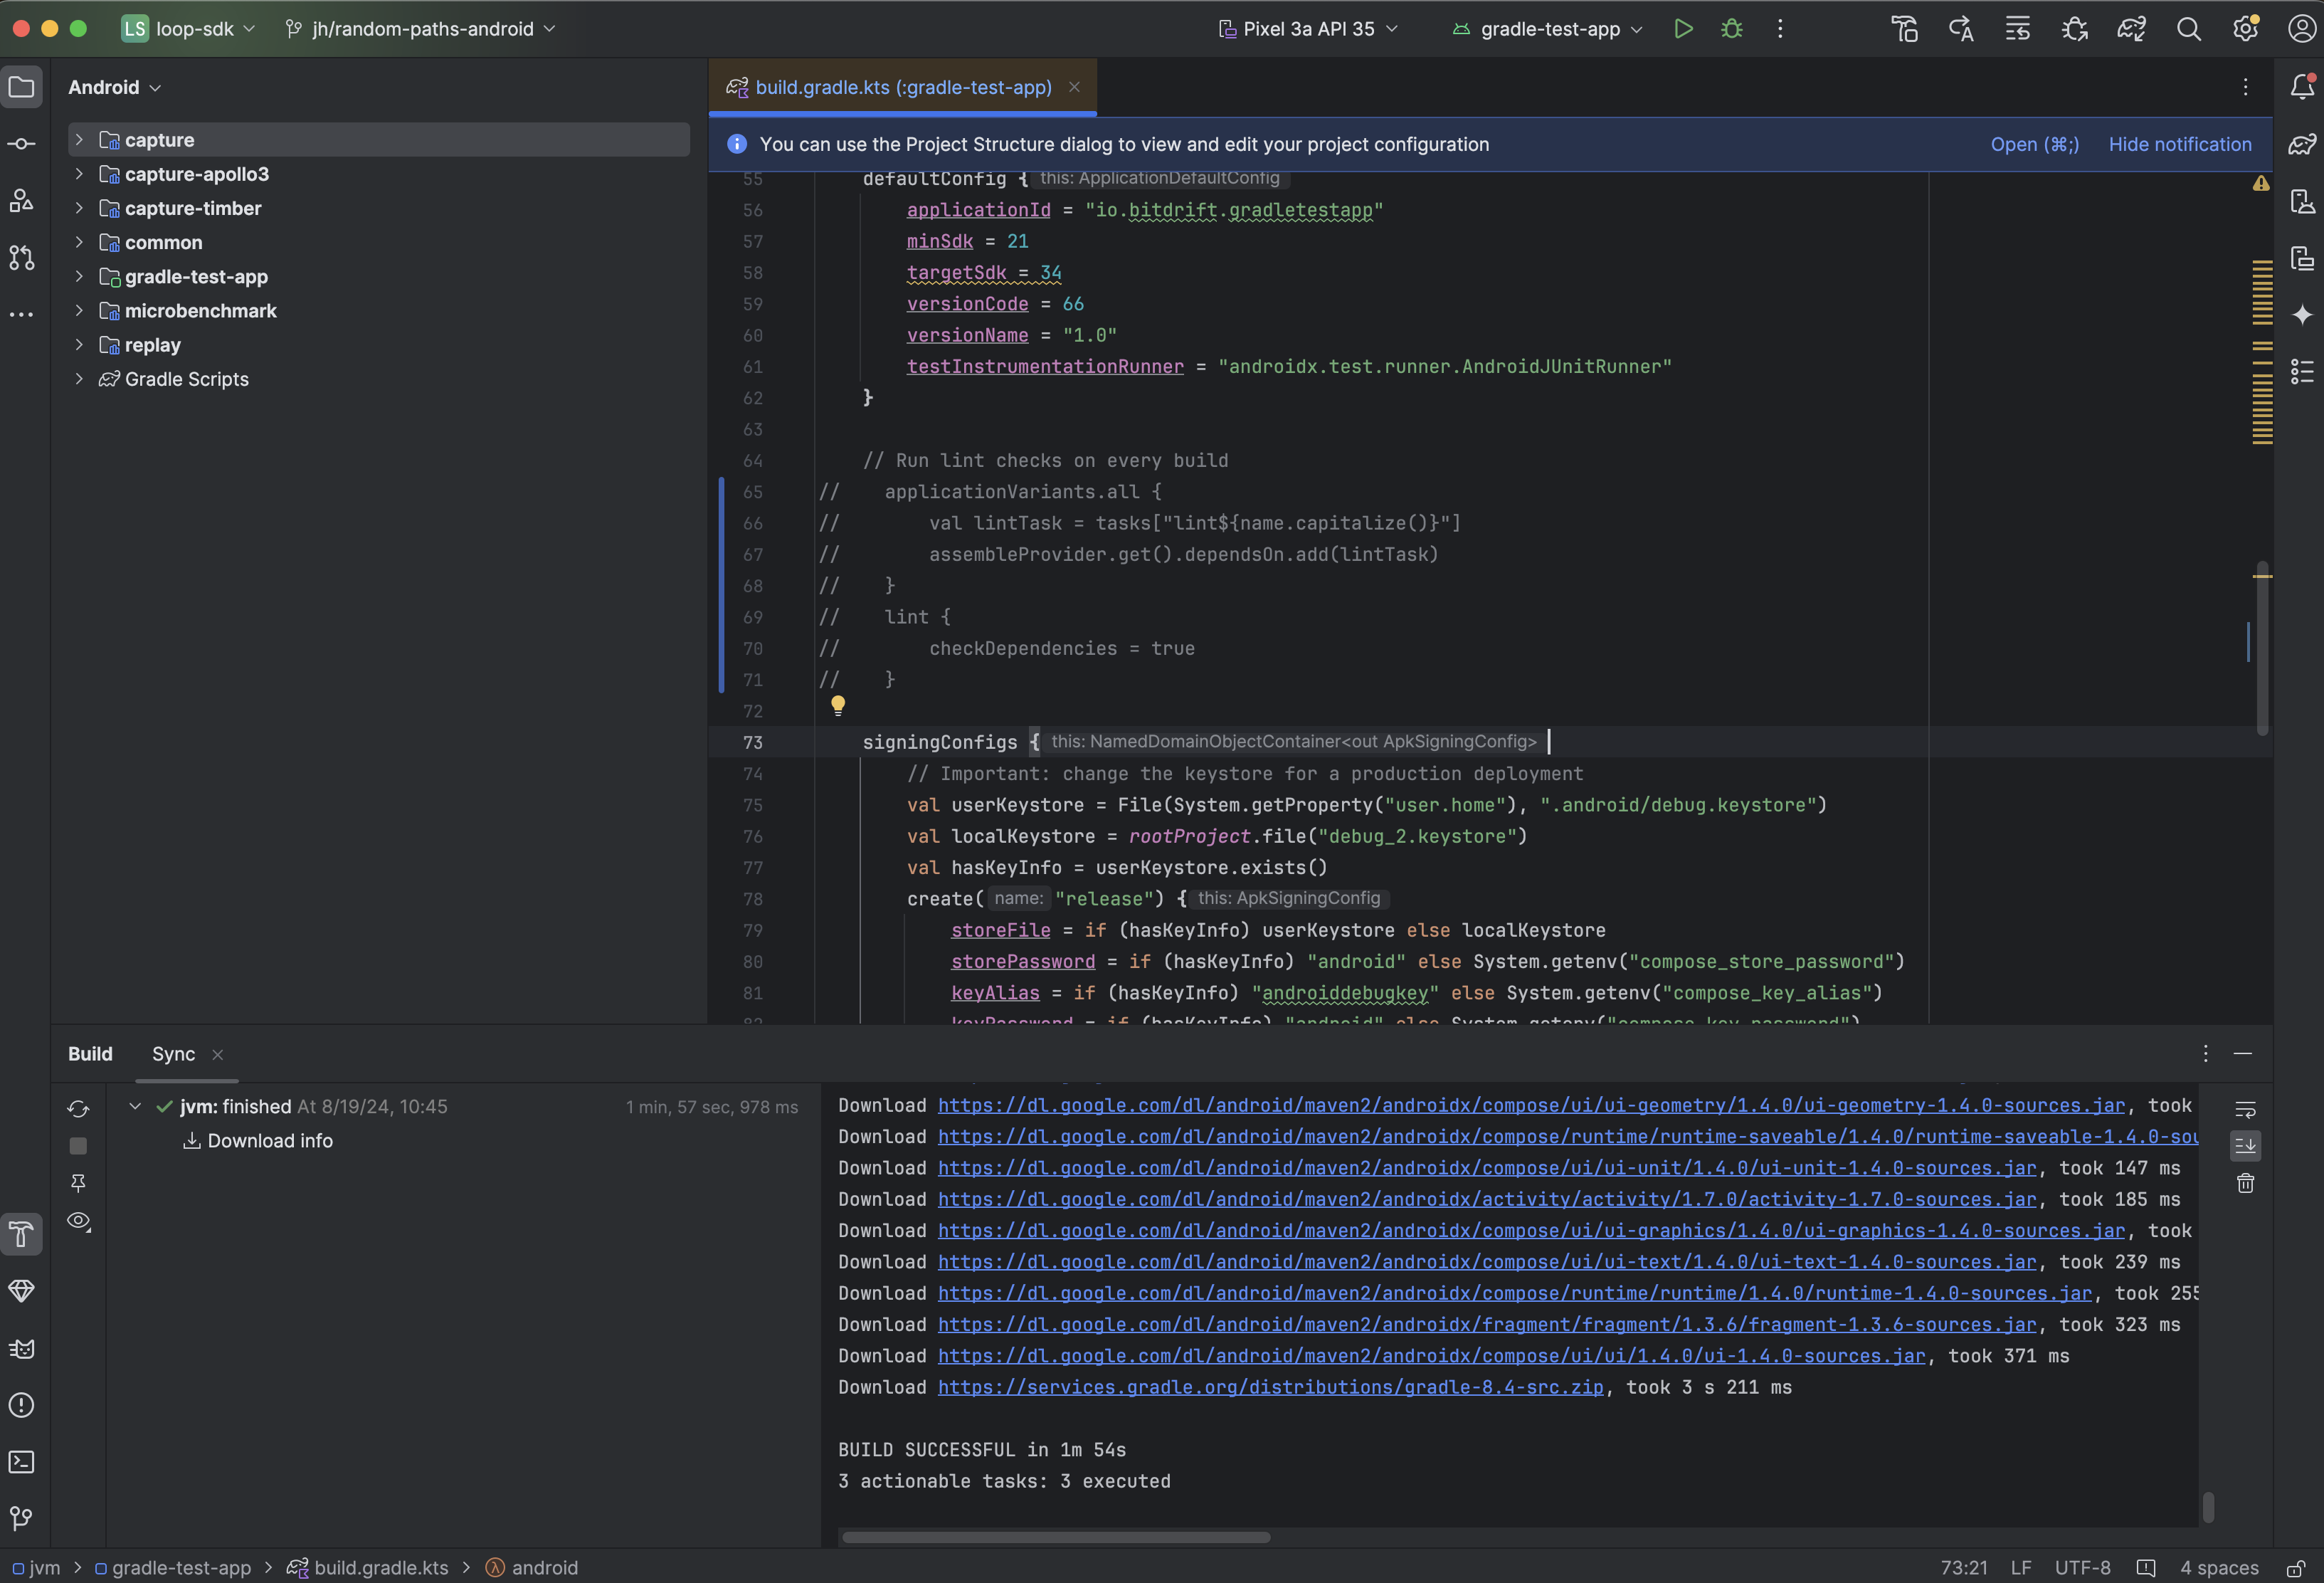 LS loop-sdk jh/random-paths-android Pixel 3a API 35 gradle-test-app
Android
capture
capture-apollo3
capture-timber
common
gradle-test-app
microbenchmark
replay
Gradle Scripts
build.gradle.kts (:gradle-test-app)
You can use the Project Structure dialog to view and edit your project configuration Open (⌘;) Hide notification
55 defaultConfig { this: ApplicationDefaultConfig
56 applicationId = "io.bitdrift.gradletestapp"
57 minSdk = 21
58 targetSdk = 34
59 versionCode = 66
60 versionName = "1.0"
61 testInstrumentationRunner = "androidx.test.runner.AndroidJUnitRunner"
62 }
63
64 // Run lint checks on every build
65 // applicationVariants.all {
66 // val lintTask = tasks["lint${name.capitalize()}"]
67 // assembleProvider.get().dependsOn.add(lintTask)
68 // }
69 // lint {
70 // checkDependencies = true
71 // }
72
73 signingConfigs { this: NamedDomainObjectContainer<out ApkSigningConfig>
74 // Important: change the keystore for a production deployment
75 val userKeystore = File(System.getProperty("user.home"), ".android/debug.keystore")
76 val localKeystore = rootProject.file("debug_2.keystore")
77 val hasKeyInfo = userKeystore.exists()
78 create( name: "release") { this: ApkSigningConfig
79 storeFile = if (hasKeyInfo) userKeystore else localKeystore
80 storePassword = if (hasKeyInfo) "android" else System.getenv("compose_store_password")
81 keyAlias = if (hasKeyInfo) "androiddebugkey" else System.getenv("compose_key_alias")
82 keyPassword = if (hasKeyInfo) "android" else System.getenv("compose_key_password")
Build Sync
jvm: finished At 8/19/24, 10:45 1 min, 57 sec, 978 ms
Download info
Download https://dl.google.com/dl/android/maven2/androidx/compose/ui/ui-geometry/1.4.0/ui-geometry-1.4.0-sources.jar, took
Download https://dl.google.com/dl/android/maven2/androidx/compose/runtime/runtime-saveable/1.4.0/runtime-saveable-1.4.0-sou
Download https://dl.google.com/dl/android/maven2/androidx/compose/ui/ui-unit/1.4.0/ui-unit-1.4.0-sources.jar, took 147 ms
Download https://dl.google.com/dl/android/maven2/androidx/activity/activity/1.7.0/activity-1.7.0-sources.jar, took 185 ms
Download https://dl.google.com/dl/android/maven2/androidx/compose/ui/ui-graphics/1.4.0/ui-graphics-1.4.0-sources.jar, took
Download https://dl.google.com/dl/android/maven2/androidx/compose/ui/ui-text/1.4.0/ui-text-1.4.0-sources.jar, took 239 ms
Download https://dl.google.com/dl/android/maven2/androidx/compose/runtime/runtime/1.4.0/runtime-1.4.0-sources.jar, took 255
Download https://dl.google.com/dl/android/maven2/androidx/fragment/fragment/1.3.6/fragment-1.3.6-sources.jar, took 323 ms
Download https://dl.google.com/dl/android/maven2/androidx/compose/ui/ui/1.4.0/ui-1.4.0-sources.jar, took 371 ms
Download https://services.gradle.org/distributions/gradle-8.4-src.zip, took 3 s 211 ms
BUILD SUCCESSFUL in 1m 54s
3 actionable tasks: 3 executed
jvm > gradle-test-app > build.gradle.kts > android 73:21 LF UTF-8 4 spaces